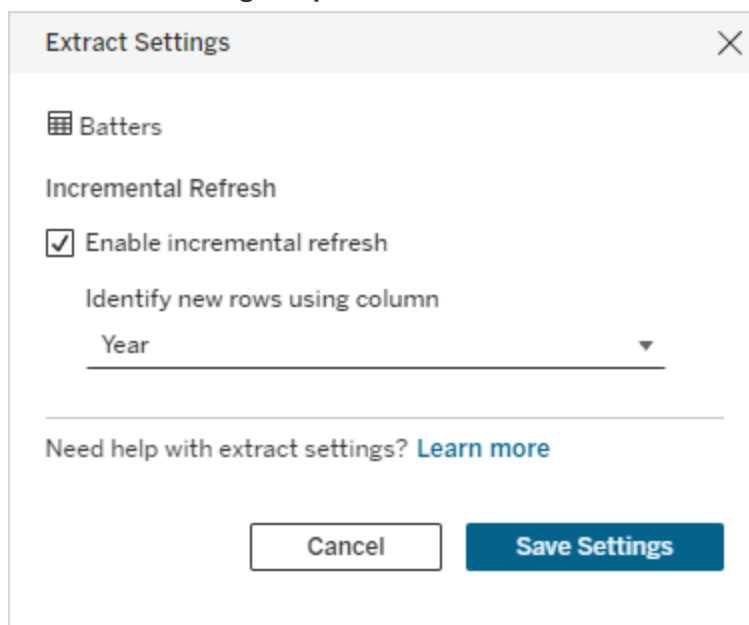 Extract Settings
Batters
Incremental Refresh
Enable incremental refresh
Identify new rows using column
Year
Need help with extract settings? Learn more
Cancel
Save Settings